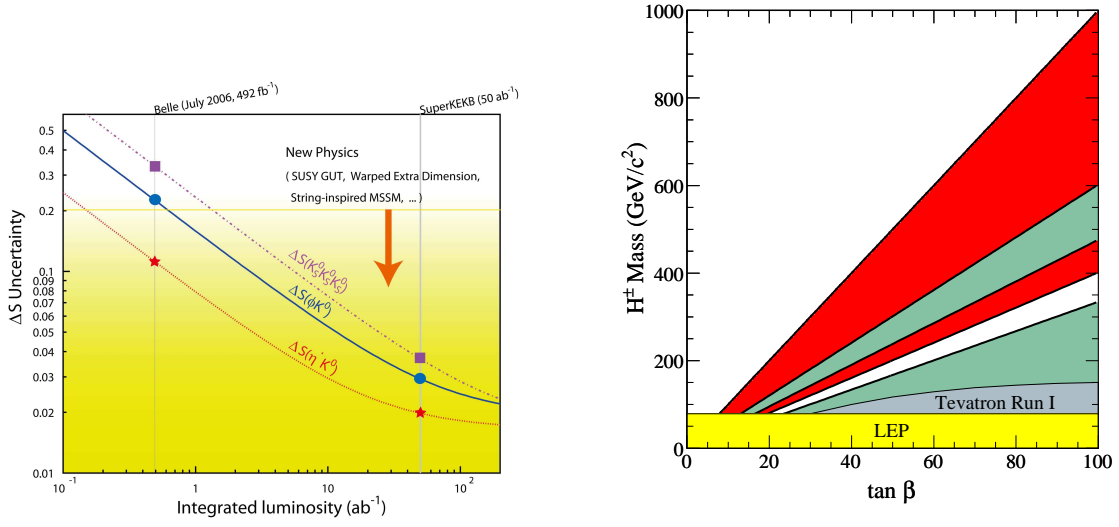 Belle (July 2006, 492 fb⁻¹)
SuperKEKB (50 ab⁻¹)
New Physics
( SUSY GUT, Warped Extra Dimension,
String-inspired MSSM, ... )
ΔS(K⁰SK⁰SK⁰S)
ΔS(φK⁰)
ΔS(η'K⁰)
ΔS Uncertainty
0.5
0.4
0.3
0.2
0.1
0.08
0.08
0.07
0.06
0.05
0.04
0.03
0.02
0.01
10⁻¹
1
10
10²
Integrated luminosity (ab⁻¹)
H± Mass (GeV/c²)
1000
800
600
400
200
0
Tevatron Run I
LEP
0
20
40
60
80
100
tan β